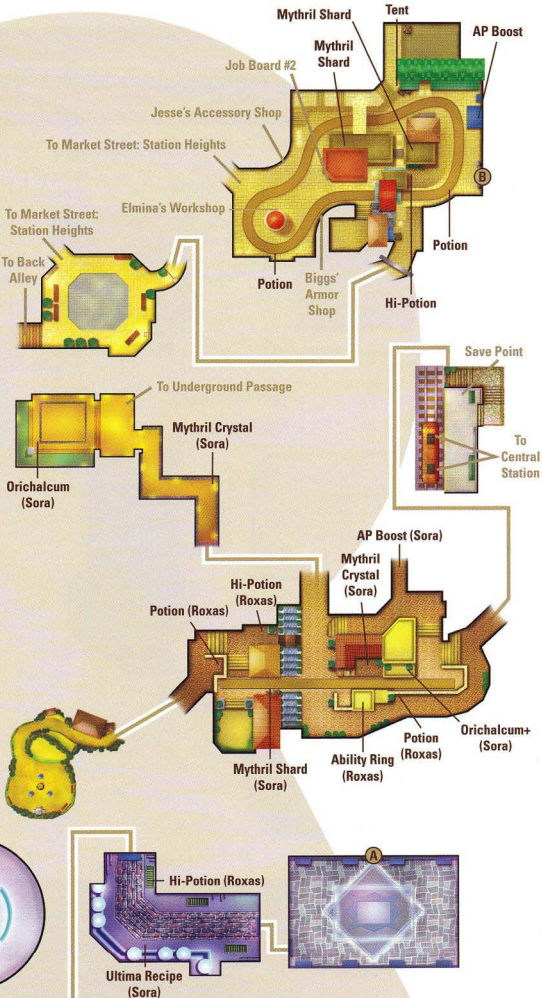 Mythril Shard
Tent
AP Boost
Mythril
Shard
Job Board #2
Jesse's Accessory Shop
To Market Street: Station Heights
B
Elmina's Workshop
To Market Street:
Station Heights
To Back
Alley
Potion
Potion
Biggs'
Armor
Shop
Hi-Potion
Save Point
To
Central
Station
To Underground Passage
Mythril Crystal
(Sora)
Orichalcum
(Sora)
AP Boost (Sora)
Mythril
Crystal
(Sora)
Hi-Potion
(Roxas)
Potion (Roxas)
Orichalcum+
(Sora)
Potion
(Roxas)
Ability Ring
(Roxas)
Mythril Shard
(Sora)
A
Hi-Potion (Roxas)
Ultima Recipe
(Sora)